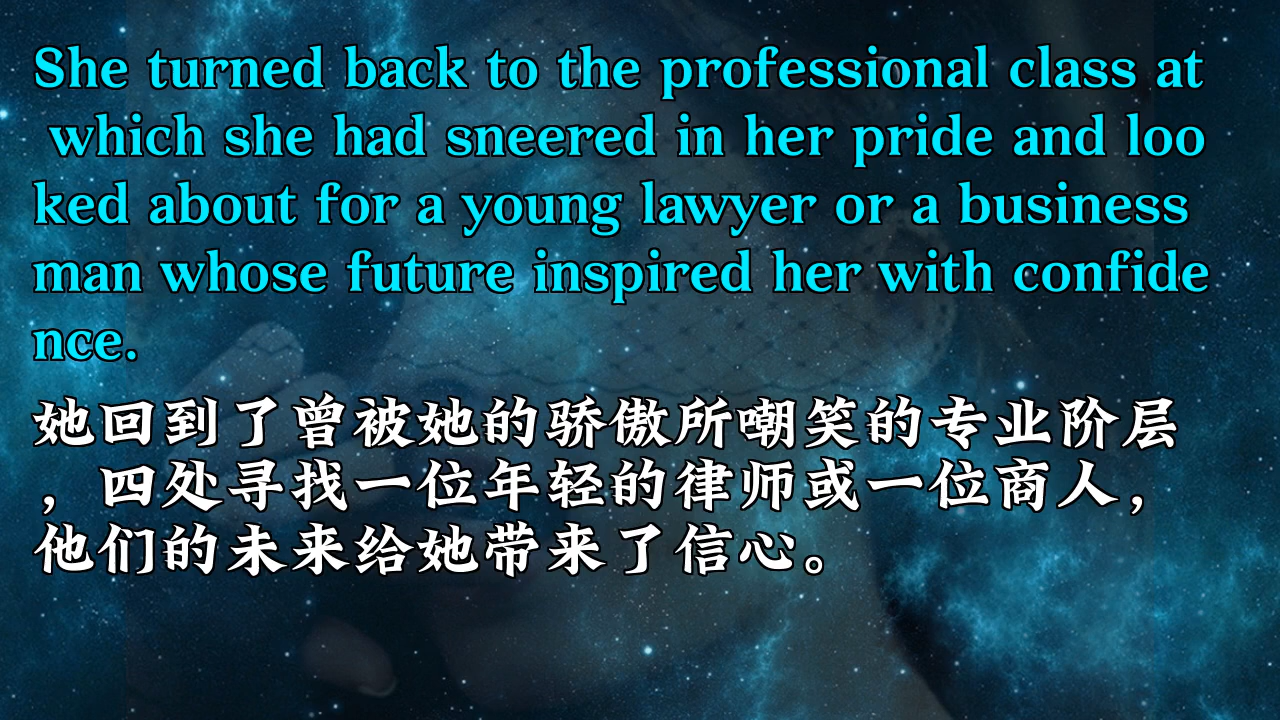 She turned back to the professional class at
which she had sneered in her pride and loo
ked about for a young lawyer or a business
man whose future inspired her with confide
nce.
她回到了曾被她的骄傲所嘲笑的专业阶层
，四处寻找一位年轻的律师或一位商人，
他们的未来给她带来了信心。